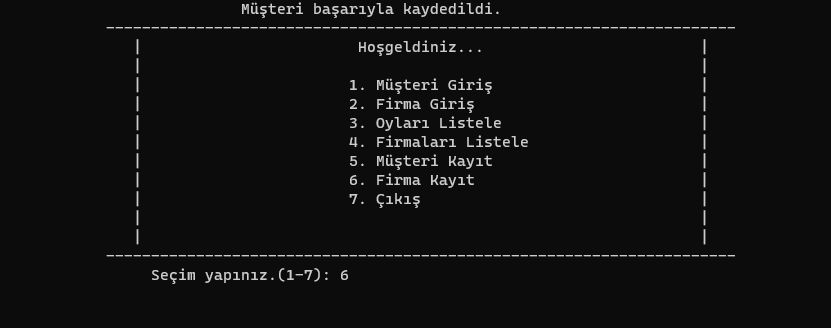 Müşteri başarıyla kaydedildi.
Hoşgeldiniz...
1. Müşteri Giriş
2. Firma Giriş
3. Oyları Listele
4. Firmaları Listele
5. Müşteri Kayıt
6. Firma Kayıt
7. Çıkış
Seçim yapınız.(1-7): 6